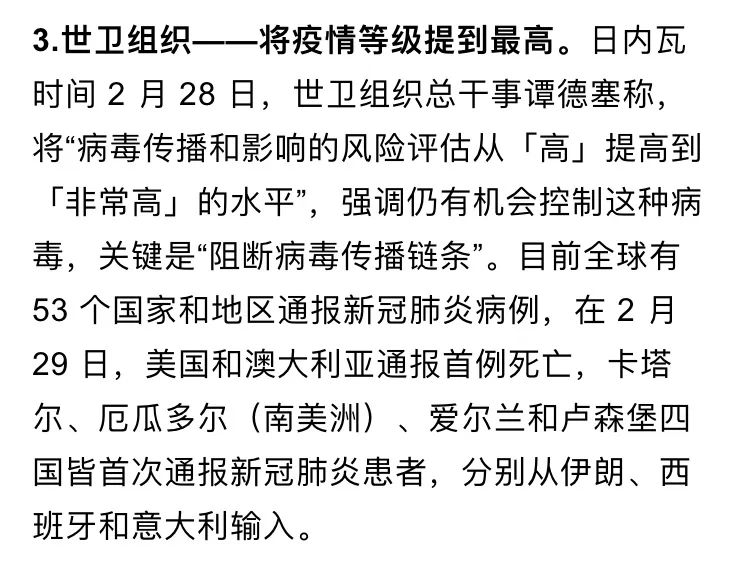 3.世卫组织——将疫情等级提到最高。日内瓦
时间 2 月 28 日，世卫组织总干事谭德塞称，
将“病毒传播和影响的风险评估从「高」提高到
「非常高」的水平”，强调仍有机会控制这种病
毒，关键是“阻断病毒传播链条”。目前全球有
53 个国家和地区通报新冠肺炎病例，在 2 月
29 日，美国和澳大利亚通报首例死亡，卡塔
尔、厄瓜多尔（南美洲）、爱尔兰和卢森堡四
国皆首次通报新冠肺炎患者，分别从伊朗、西
班牙和意大利输入。